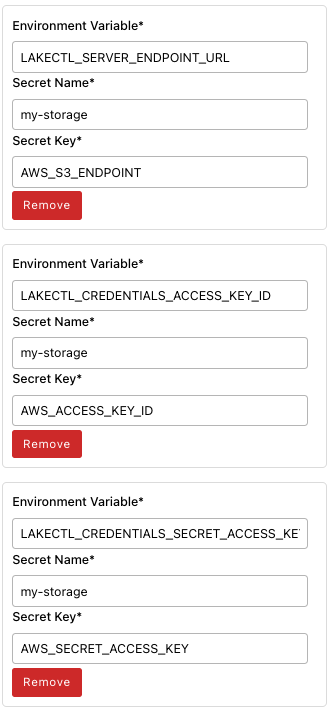 Environment Variable*
LAKECTL_SERVER_ENDPOINT_URL
Secret Name*
my-storage
Secret Key*
AWS_S3_ENDPOINT
Remove
Environment Variable*
LAKECTL_CREDENTIALS_ACCESS_KEY_ID
Secret Name*
my-storage
Secret Key*
AWS_ACCESS_KEY_ID
Remove
Environment Variable*
LAKECTL_CREDENTIALS_SECRET_ACCESS_KE
Secret Name*
my-storage
Secret Key*
AWS_SECRET_ACCESS_KEY
Remove